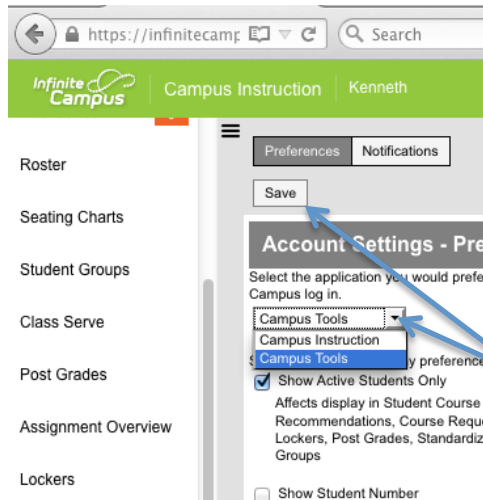 https://infinitecamp
Search
Infinite Campus
Campus Instruction
Kenneth
Roster
Seating Charts
Student Groups
Class Serve
Post Grades
Assignment Overview
Lockers
Preferences
Notifications
Save
Account Settings - Pre
Select the application you would prefe
Campus log in.
Campus Tools
Campus Instruction
Campus Tools
y preference
Show Active Students Only
Affects display in Student Course
Recommendations, Course Reque
Lockers, Post Grades, Standardiz
Groups
Show Student Number